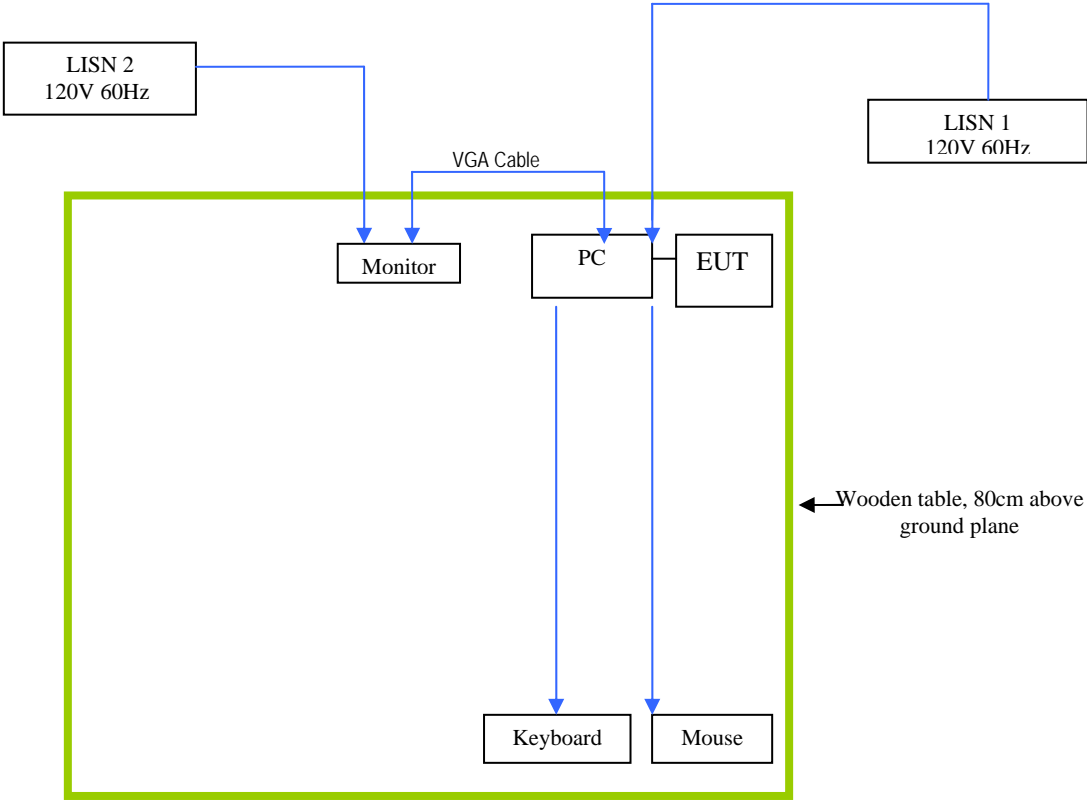 LISN 2
120V 60Hz
LISN 1
120V 60Hz
VGA Cable
Monitor
PC
EUT
Wooden table, 80cm above
ground plane
Keyboard
Mouse